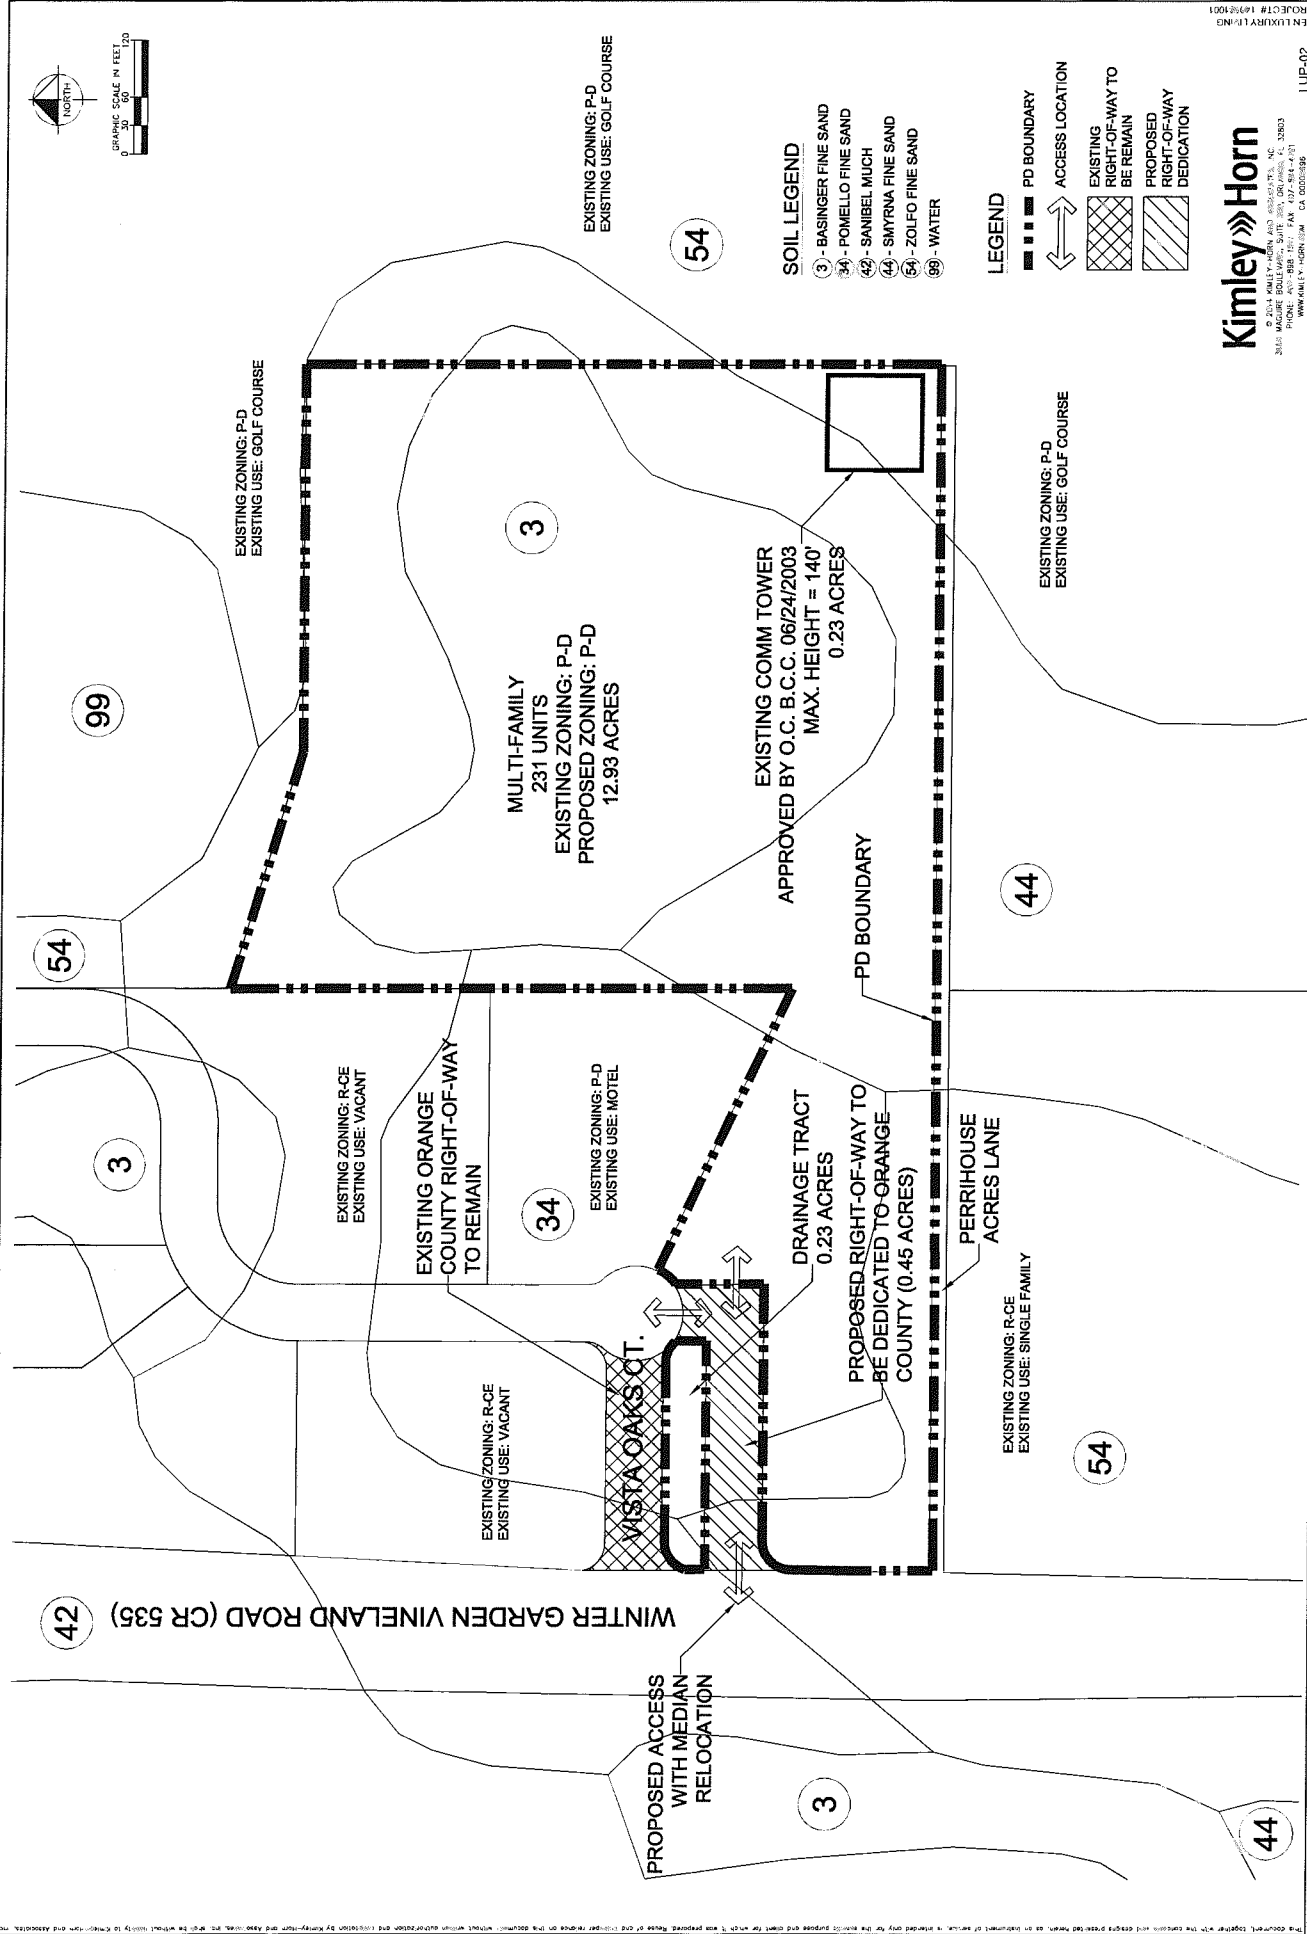 NORTH
GRAPHIC SCALE IN FEET
0 30 60 120
EXISTING ZONING: P-D
EXISTING USE: GOLF COURSE
54
SOIL LEGEND
3 - BASINGER FINE SAND
34 - POMELLO FINE SAND
42 - SANIBEL MUCH
44 - SMYRNA FINE SAND
54 - ZOLFO FINE SAND
99 - WATER
LEGEND
PD BOUNDARY
ACCESS LOCATION
EXISTING
RIGHT-OF-WAY TO
BE REMAIN
PROPOSED
RIGHT-OF-WAY
DEDICATION
Kimley»Horn
EN LUXURY LIVING
LUP-02
EXISTING ZONING: P-D
EXISTING USE: GOLF COURSE
99
3
MULTI-FAMILY
231 UNITS
EXISTING ZONING: P-D
PROPOSED ZONING: P-D
12.93 ACRES
EXISTING COMM TOWER
APPROVED BY O.C. B.C.C. 06/24/2003
MAX. HEIGHT = 140'
0.23 ACRES
EXISTING ZONING: P-D
EXISTING USE: GOLF COURSE
54
PD BOUNDARY
44
3
EXISTING ZONING: R-CE
EXISTING USE: VACANT
EXISTING ORANGE
COUNTY RIGHT-OF-WAY
TO REMAIN
34
EXISTING ZONING: P-D
EXISTING USE: MOTEL
DRAINAGE TRACT
0.23 ACRES
PROPOSED RIGHT-OF-WAY TO
BE DEDICATED TO ORANGE
COUNTY (0.45 ACRES)
PERRIHOUSE
ACRES LANE
EXISTING ZONING: R-CE
EXISTING USE: SINGLE FAMILY
54
EXISTING ZONING: R-CE
EXISTING USE: VACANT
VISTA OAKS CT.
42
WINTER GARDEN VINELAND ROAD (CR 535)
PROPOSED ACCESS
WITH MEDIAN
RELOCATION
3
44